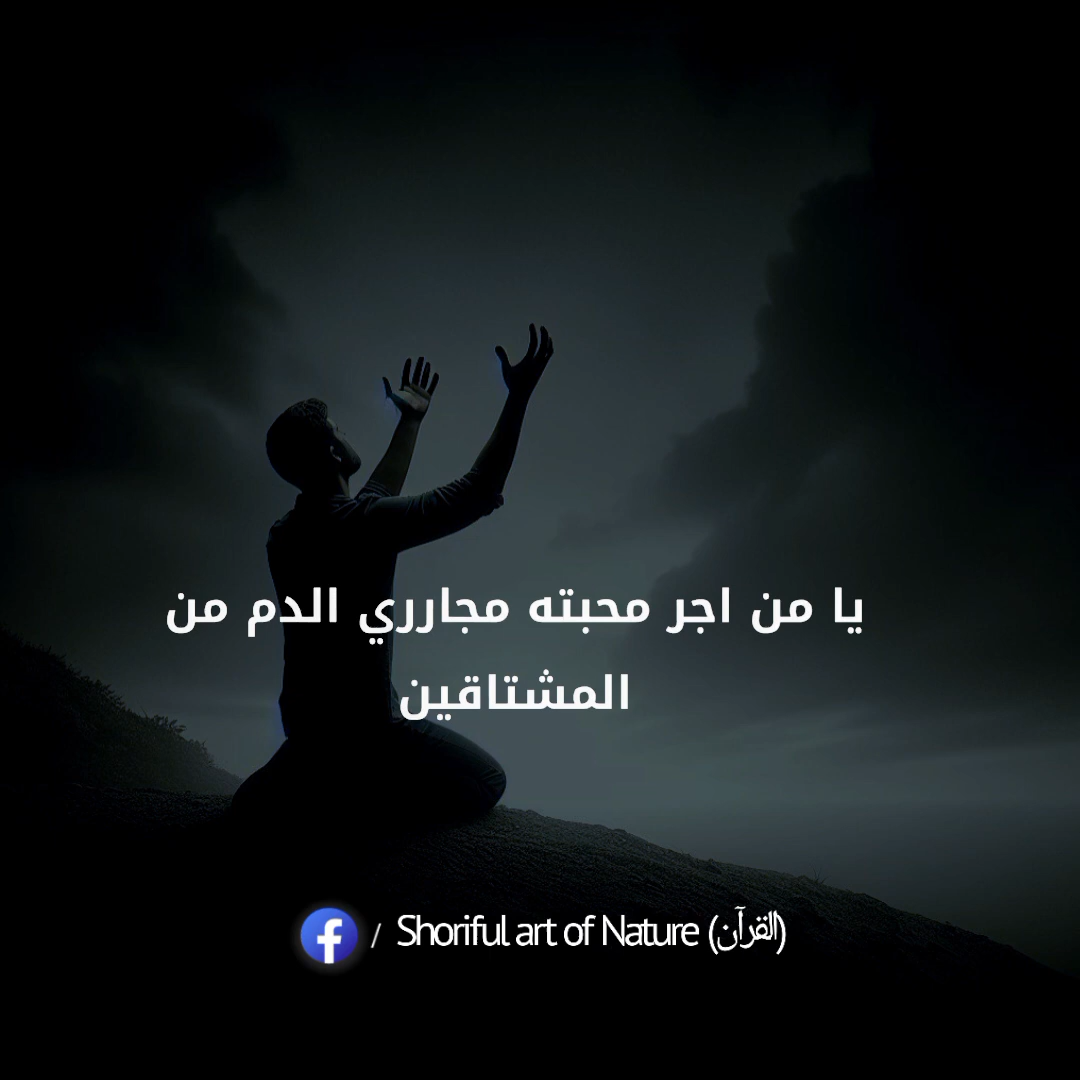 يا من اجر محبته مجارري الدم من
المشتاقين
/ Shoriful art of Nature (القرآن)